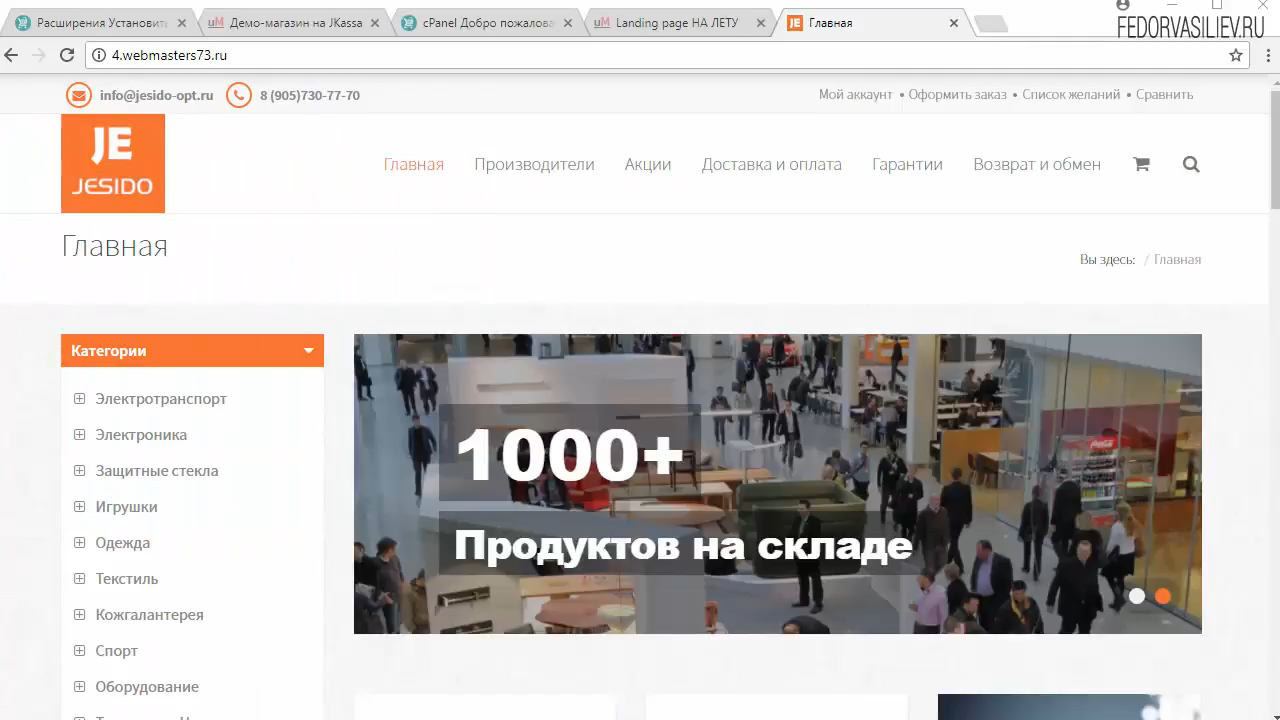 Расширения Установить
Демо-магазин на JKassa
cPanel Добро пожалова
Landing page НА ЛЕТУ
Главная
FEDORVASILIEV.RU
4.webmasters73.ru
info@jesido-opt.ru
8 (905)730-77-70
Мой аккаунт • Оформить заказ • Список желаний • Сравнить
JE
JESIDO
Главная
Производители
Акции
Доставка и оплата
Гарантии
Возврат и обмен
Главная
Вы здесь: / Главная
Категории
Электротранспорт
Электроника
Защитные стекла
Игрушки
Одежда
Текстиль
Кожгалантерея
Спорт
Оборудование
1000+
Продуктов на складе